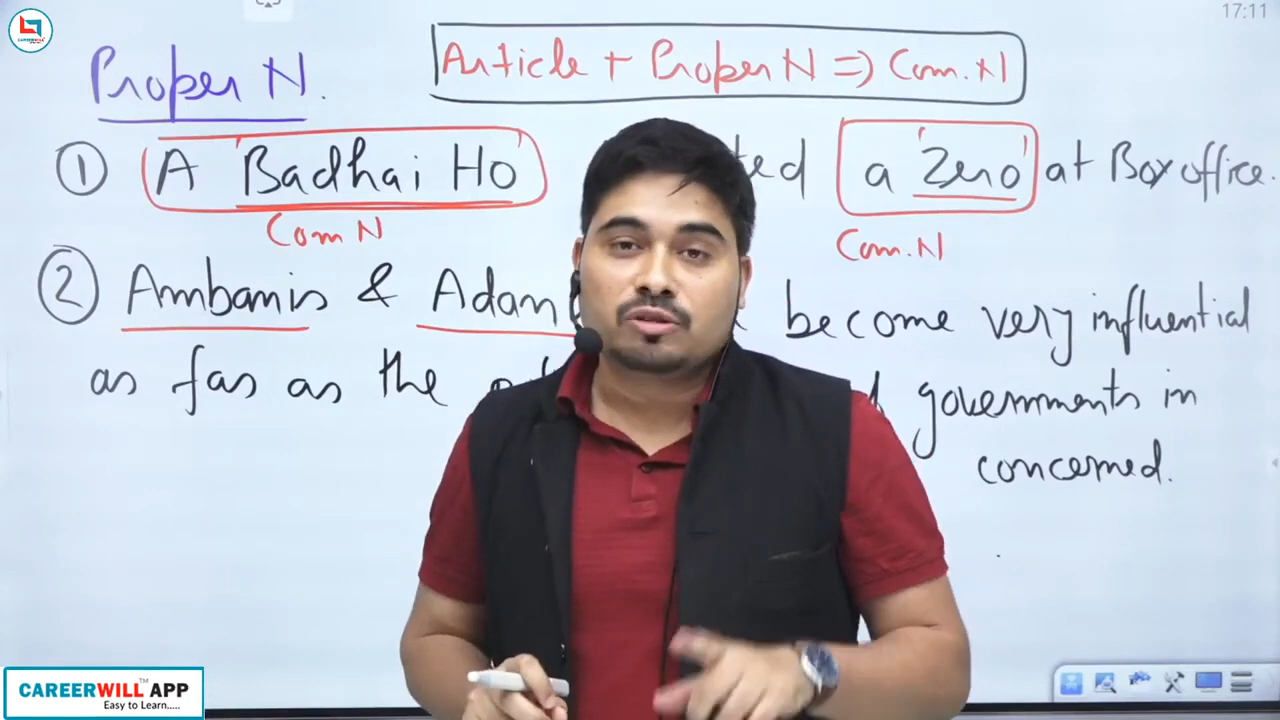 17:11
Proper N.
Article + Proper N => Com. N
① A 'Badhai Ho' ted a 'Zero' at Box office.
Com N
Com. N
② Ambanis & Adan become very influential
as far as the governments in
concerned.
CAREERWILL APP™
Easy to Learn.....